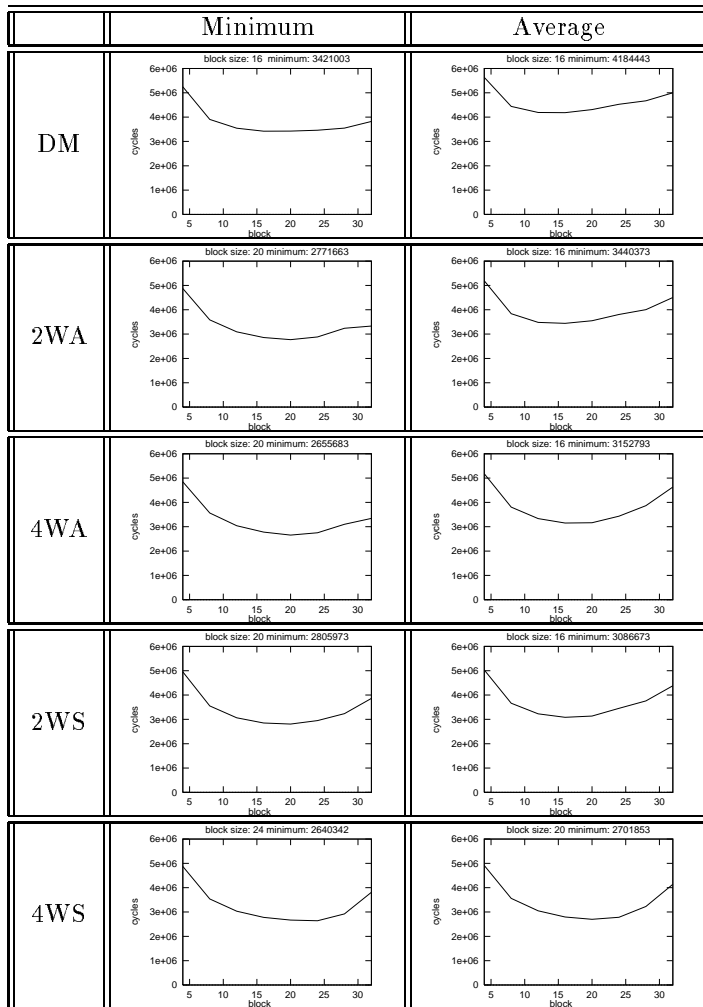 Minimum Average
DM
block size: 16 minimum: 3421003
6e+06
5e+06
4e+06
3e+06
2e+06
1e+06
0
cycles
5 10 15 20 25 30
block
block size: 16 minimum: 4184443
6e+06
5e+06
4e+06
3e+06
2e+06
1e+06
0
cycles
5 10 15 20 25 30
block
2WA
block size: 20 minimum: 2771663
6e+06
5e+06
4e+06
3e+06
2e+06
1e+06
0
cycles
5 10 15 20 25 30
block
block size: 16 minimum: 3440373
6e+06
5e+06
4e+06
3e+06
2e+06
1e+06
0
cycles
5 10 15 20 25 30
block
4WA
block size: 20 minimum: 2655683
6e+06
5e+06
4e+06
3e+06
2e+06
1e+06
0
cycles
5 10 15 20 25 30
block
block size: 16 minimum: 3152793
6e+06
5e+06
4e+06
3e+06
2e+06
1e+06
0
cycles
5 10 15 20 25 30
block
2WS
block size: 20 minimum: 2805973
6e+06
5e+06
4e+06
3e+06
2e+06
1e+06
0
cycles
5 10 15 20 25 30
block
block size: 16 minimum: 3086673
6e+06
5e+06
4e+06
3e+06
2e+06
1e+06
0
cycles
5 10 15 20 25 30
block
4WS
block size: 24 minimum: 2640342
6e+06
5e+06
4e+06
3e+06
2e+06
1e+06
0
cycles
5 10 15 20 25 30
block size: 20 minimum: 2701853
6e+06
5e+06
4e+06
3e+06
2e+06
1e+06
0
cycles
5 10 15 20 25 30